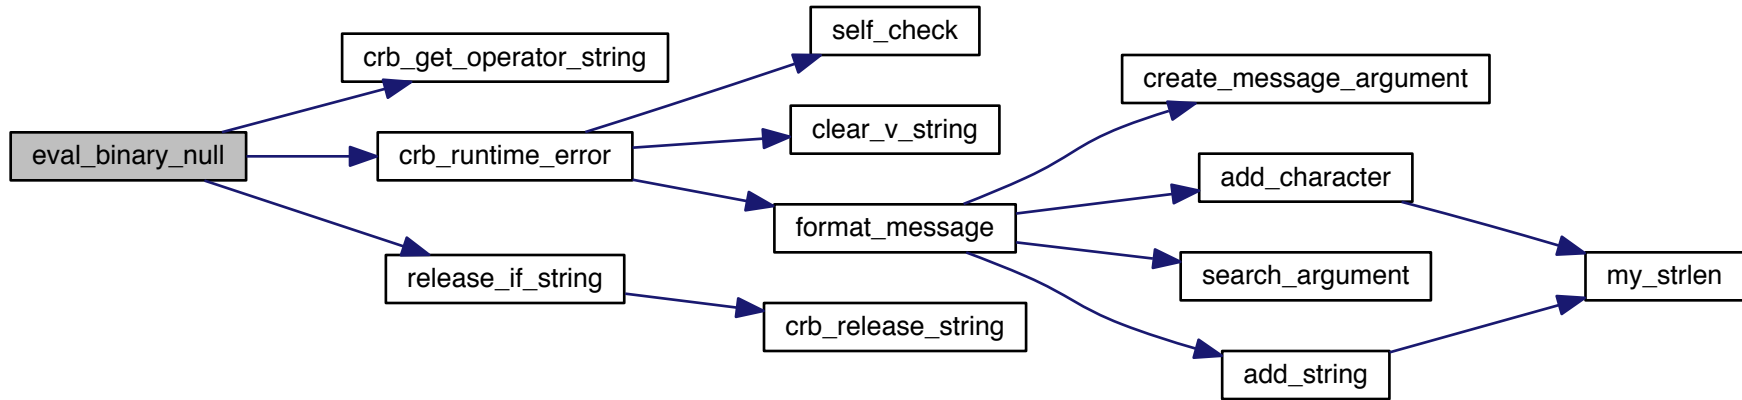 eval_binary_null
crb_get_operator_string
crb_runtime_error
release_if_string
self_check
clear_v_string
format_message
crb_release_string
create_message_argument
add_character
search_argument
add_string
my_strlen